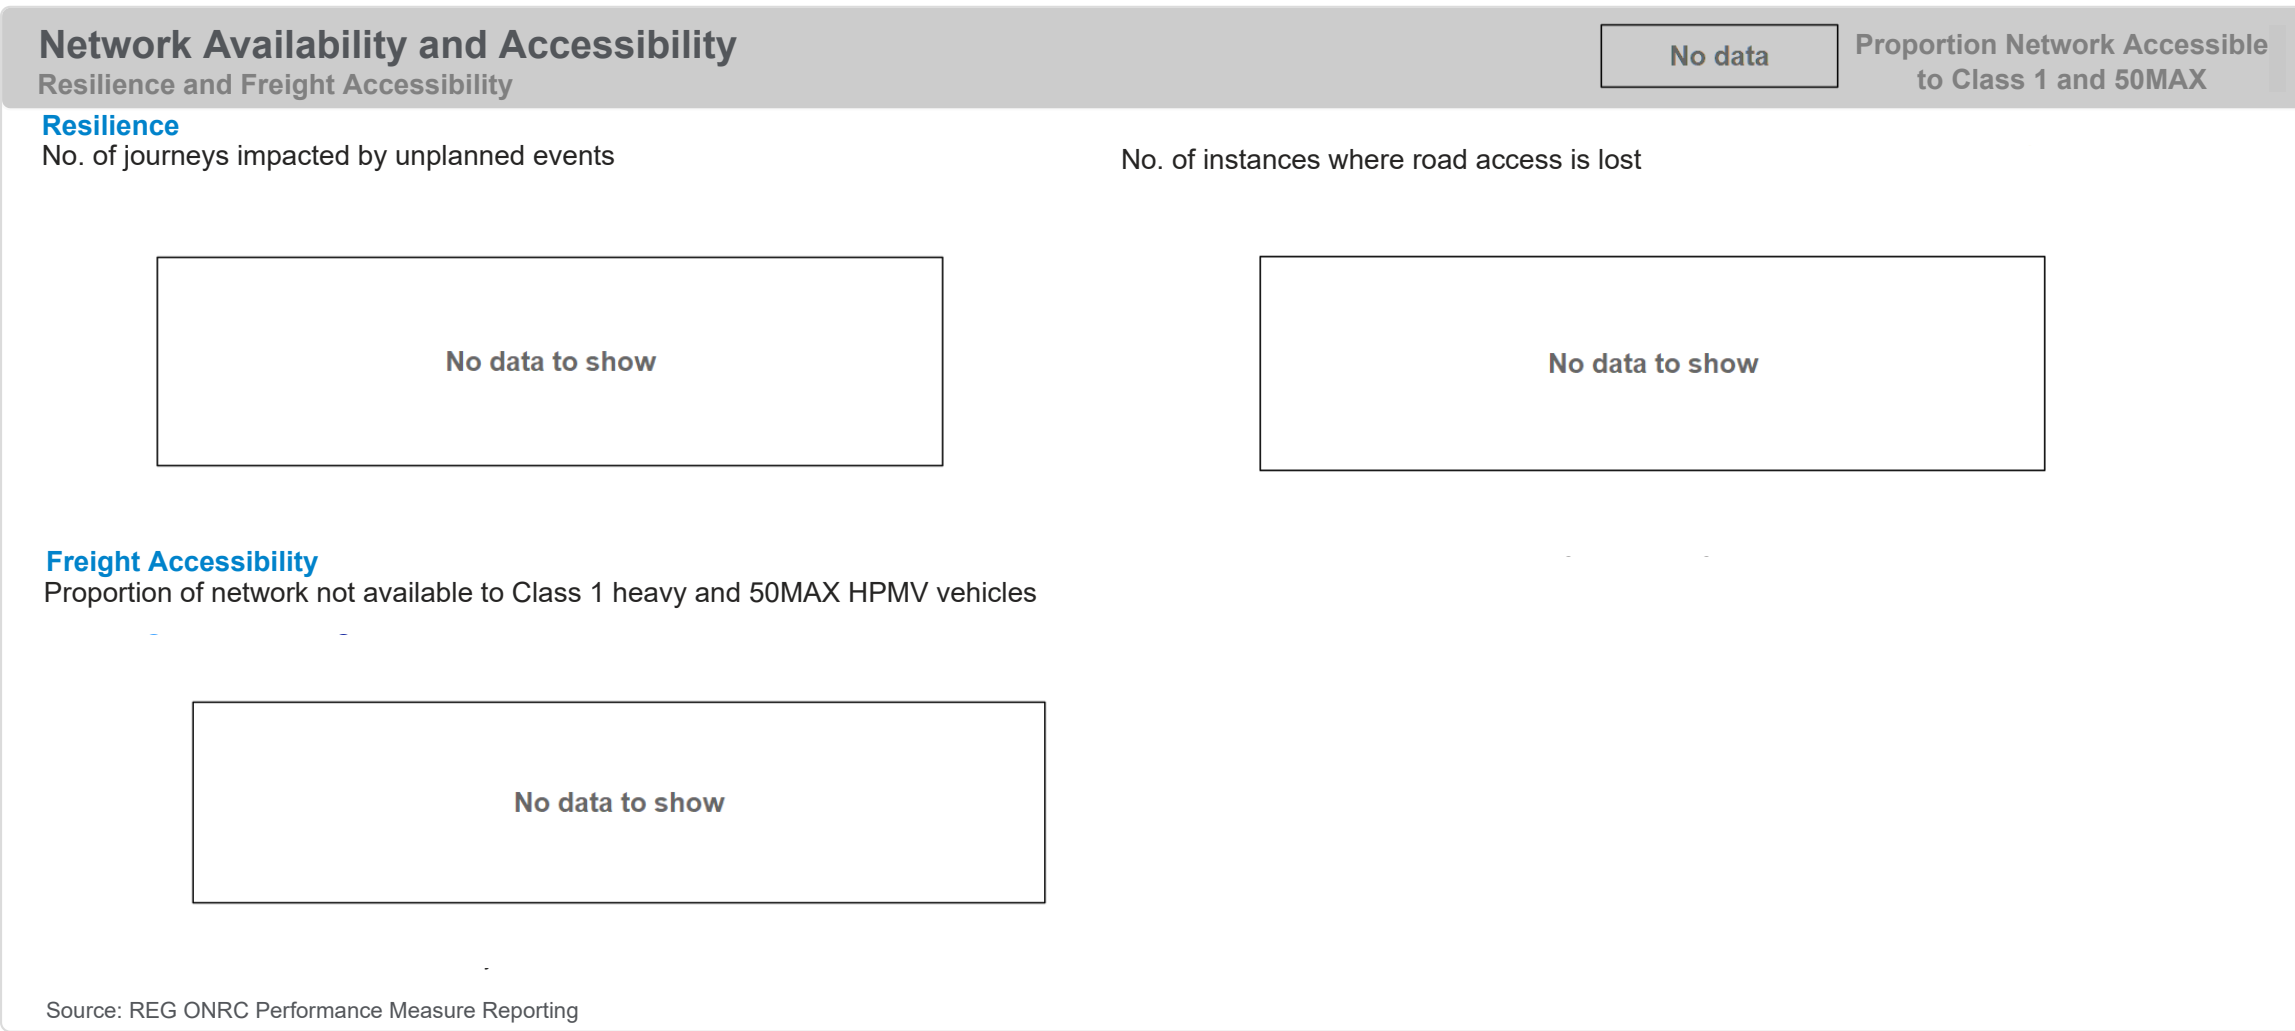 Network Availability and Accessibility
Resilience and Freight Accessibility
No data
Proportion Network Accessible
to Class 1 and 50MAX
Resilience
No. of journeys impacted by unplanned events
No. of instances where road access is lost
No data to show
No data to show
Freight Accessibility
Proportion of network not available to Class 1 heavy and 50MAX HPMV vehicles
No data to show
Source: REG ONRC Performance Measure Reporting